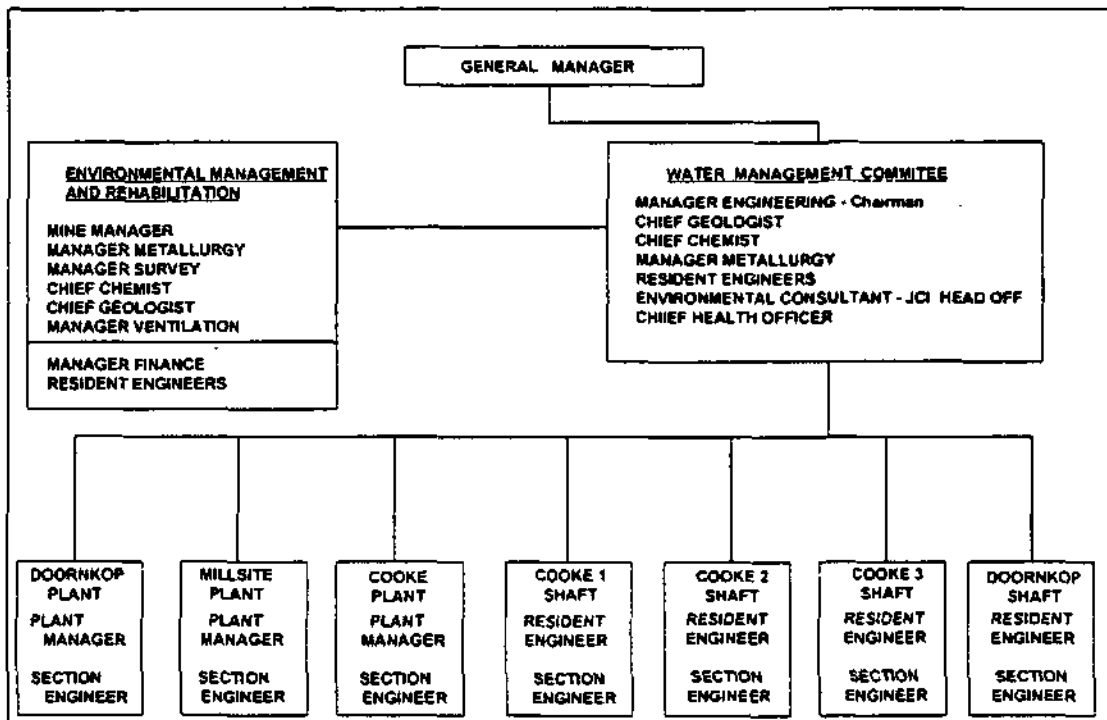 GENERAL MANAGER
ENVIRONMENTAL MANAGEMENT
AND REHABILITATION
MINE MANAGER
MANAGER METALLURGY
MANAGER SURVEY
CHIEF CHEMIST
CHIEF GEOLOGIST
MANAGER VENTILATION
MANAGER FINANCE
RESIDENT ENGINEERS
WATER MANAGEMENT COMMITEE
MANAGER ENGINEERING - Chairman
CHIEF GEOLOGIST
CHIEF CHEMIST
MANAGER METALLURGY
RESIDENT ENGINEERS
ENVIRONMENTAL CONSULTANT - JCI HEAD OFF
CHIIEF HEALTH OFFICER
DOORNKOP
PLANT
PLANT
MANAGER
SECTION
ENGINEER
MILLSITE
PLANT
PLANT
MANAGER
SECTION
ENGINEER
COOKE
PLANT
PLANT
MANAGER
SECTION
ENGINEER
COOKE 1
SHAFT
RESIDENT
ENGINEER
SECTION
ENGINEER
COOKE 2
SHAFT
RESIDENT
ENGINEER
SECTION
ENGINEER
COOKE 3
SHAFT
RESIDENT
ENGINEER
SECTION
ENGINEER
DOORNKOP
SHAFT
RESIDENT
ENGINEER
SECTION
ENGINEER